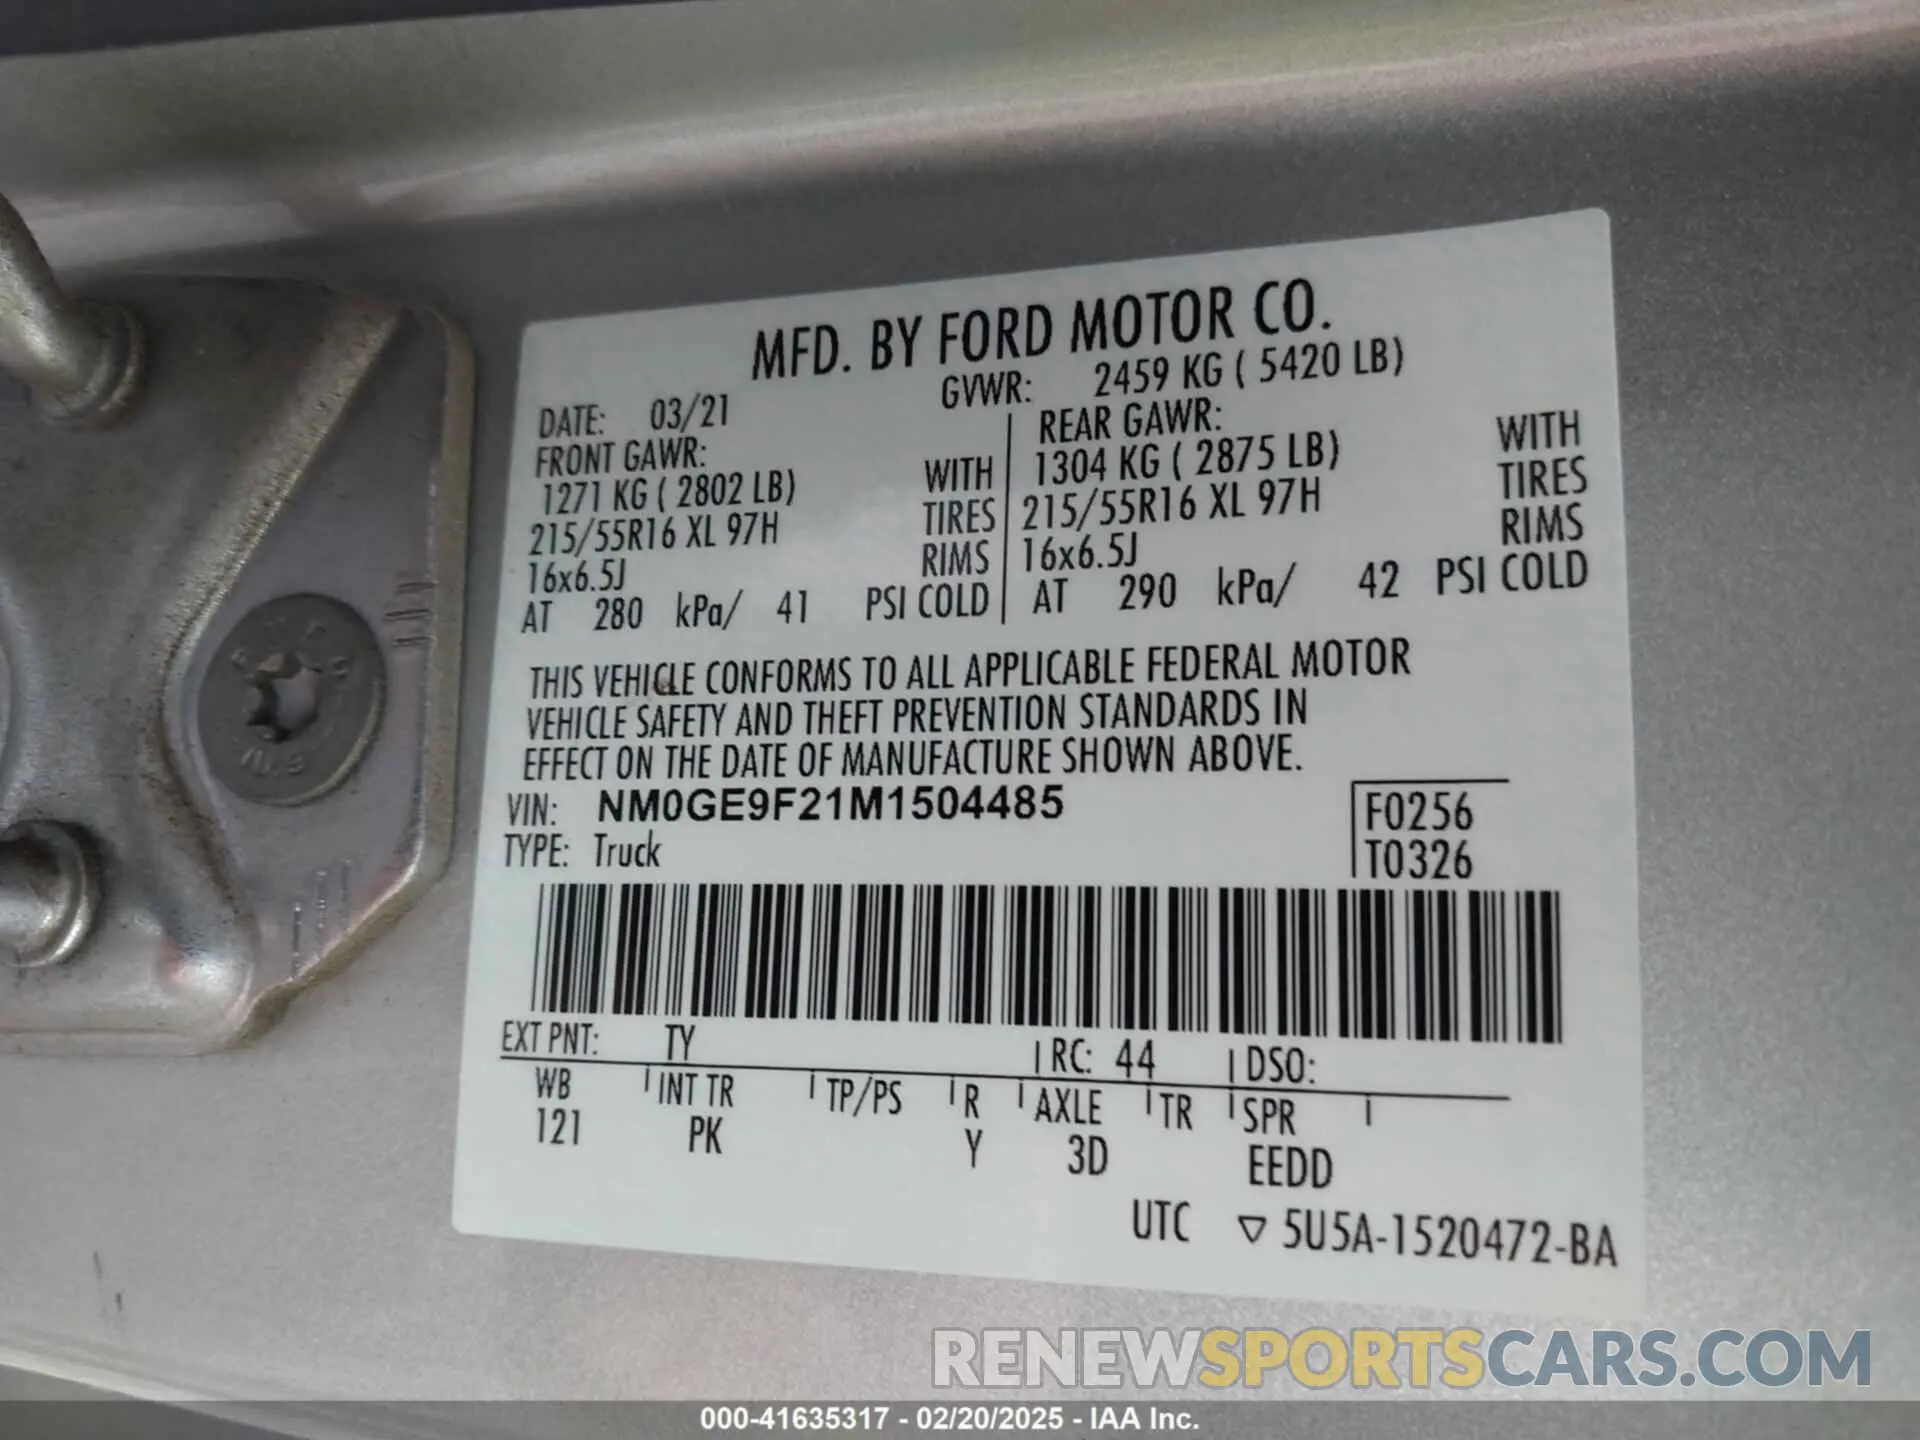 MFD. BY FORD MOTOR CO.
DATE: 03/21 GVWR: 2459 KG ( 5420 LB)
FRONT GAWR: REAR GAWR:
1271 KG ( 2802 LB) WITH 1304 KG ( 2875 LB) WITH
215/55R16 XL 97H TIRES 215/55R16 XL 97H TIRES
16x6.5J RIMS 16x6.5J RIMS
AT 280 kPa/ 41 PSI COLD AT 290 kPa/ 42 PSI COLD
THIS VEHICLE CONFORMS TO ALL APPLICABLE FEDERAL MOTOR
VEHICLE SAFETY AND THEFT PREVENTION STANDARDS IN
EFFECT ON THE DATE OF MANUFACTURE SHOWN ABOVE.
VIN: NM0GE9F21M1504485 F0256
TYPE: Truck T0326
EXT PNT: TY RC: 44 DSO:
WB INT TR TP/PS R AXLE TR SPR
121 PK Y 3D EEDD
UTC ▽ 5U5A-1520472-BA
10.9
RENEWSPORTSCARS.COM
000-41635317 - 02/20/2025 - IAA Inc.